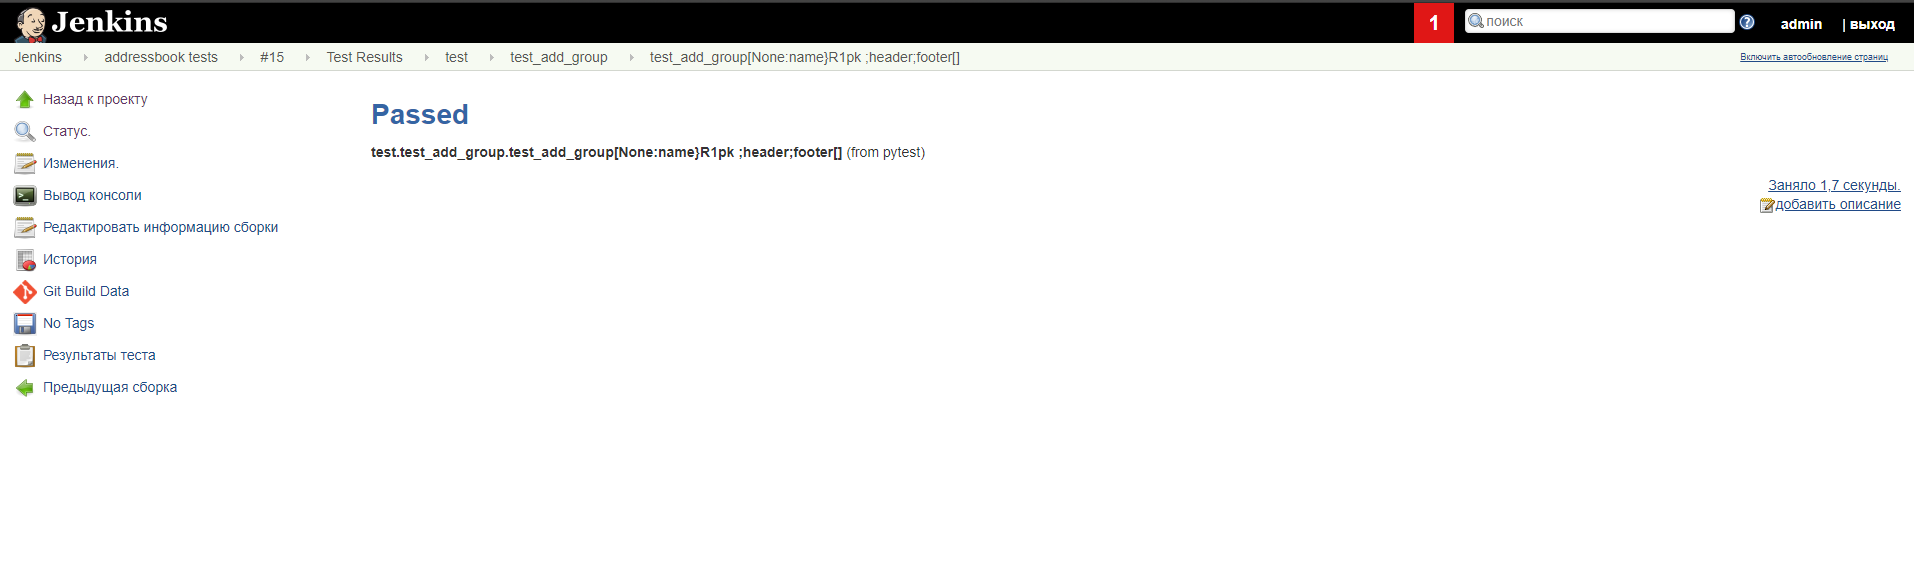 Jenkins
1
поиск
admin
| выход
Jenkins
addressbook tests
#15
Test Results
test
test_add_group
test_add_group[None:name}R1pk ;header;footer[]
Включить автообновление страниц
Назад к проекту
Статус.
Изменения.
Вывод консоли
Редактировать информацию сборки
История
Git Build Data
No Tags
Результаты теста
Предыдущая сборка
Passed
test.test_add_group.test_add_group[None:name}R1pk ;header;footer[] (from pytest)
Заняло 1,7 секунды.
добавить описание